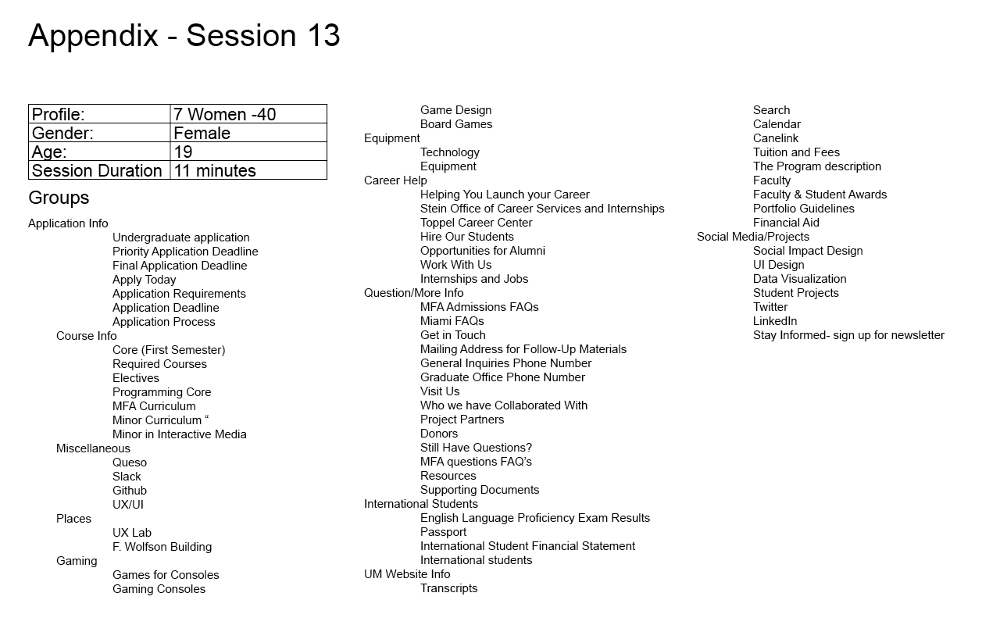 Appendix - Session 13
Profile: 7 Women -40
Gender: Female
Age: 19
Session Duration 11 minutes
Groups
Application Info
Undergraduate application
Priority Application Deadline
Final Application Deadline
Apply Today
Application Requirements
Application Deadline
Application Process
Course Info
Core (First Semester)
Required Courses
Electives
Programming Core
MFA Curriculum
Minor Curriculum “
Minor in Interactive Media
Miscellaneous
Queso
Slack
Github
UX/UI
Places
UX Lab
F. Wolfson Building
Gaming
Games for Consoles
Gaming Consoles
Game Design
Board Games
Equipment
Technology
Equipment
Career Help
Helping You Launch your Career
Stein Office of Career Services and Internships
Toppel Career Center
Hire Our Students
Opportunities for Alumni
Work With Us
Internships and Jobs
Question/More Info
MFA Admissions FAQs
Miami FAQs
Get in Touch
Mailing Address for Follow-Up Materials
General Inquiries Phone Number
Graduate Office Phone Number
Visit Us
Who we have Collaborated With
Project Partners
Donors
Still Have Questions?
MFA questions FAQ’s
Resources
Supporting Documents
International Students
English Language Proficiency Exam Results
Passport
International Student Financial Statement
International students
UM Website Info
Transcripts
Search
Calendar
Canelink
Tuition and Fees
The Program description
Faculty
Faculty & Student Awards
Portfolio Guidelines
Financial Aid
Social Media/Projects
Social Impact Design
UI Design
Data Visualization
Student Projects
Twitter
LinkedIn
Stay Informed- sign up for newsletter